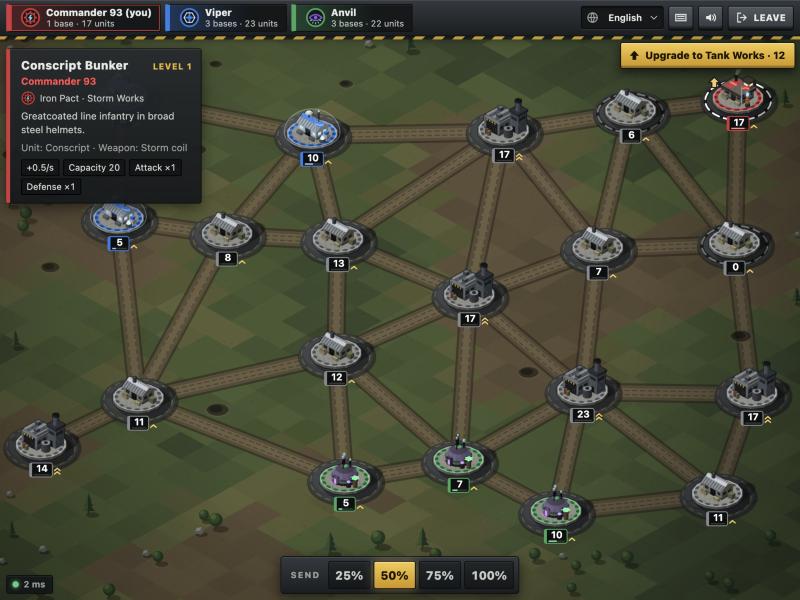 Commander 93 (you)
1 base · 17 units
Viper
3 bases · 23 units
Anvil
3 bases · 22 units
English
LEAVE
Upgrade to Tank Works · 12
Conscript Bunker
LEVEL 1
Commander 93
Iron Pact · Storm Works
Greatcoated line infantry in broad
steel helmets.
Unit: Conscript · Weapon: Storm coil
+0.5/s
Capacity 20
Attack ×1
Defense ×1
17
6
10
17
5
8
13
7
0
17
12
11
23
17
14
7
5
10
11
SEND
25%
50%
75%
100%
2 ms